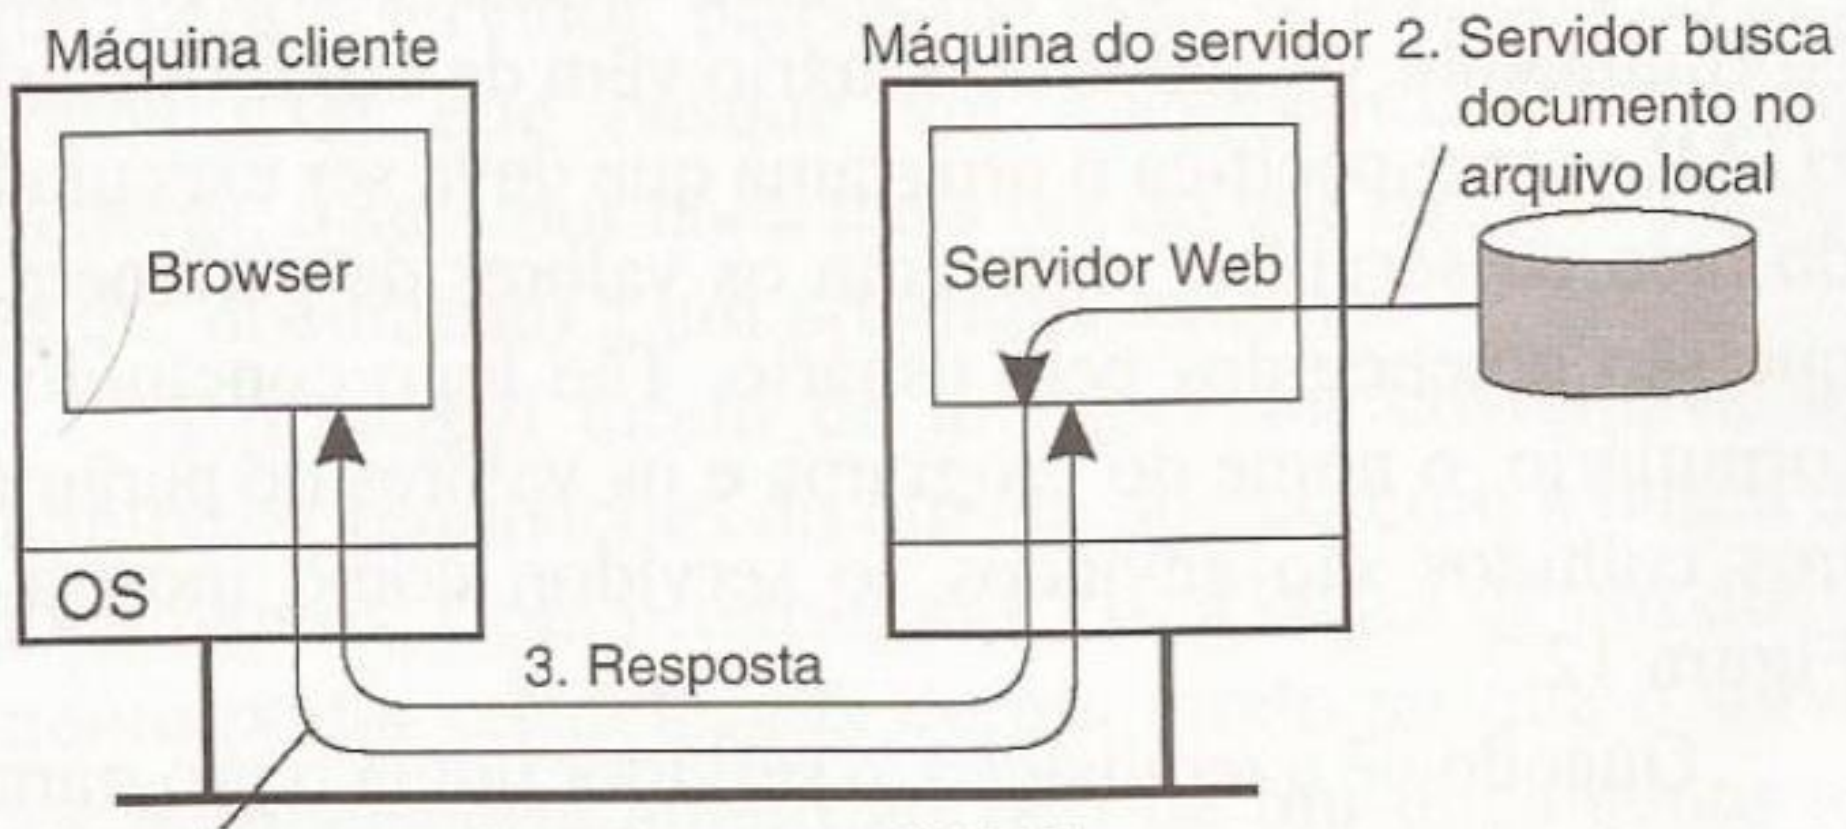 Máquina cliente
Máquina do servidor
2. Servidor busca
documento no
arquivo local
Browser
Servidor Web
OS
3. Resposta